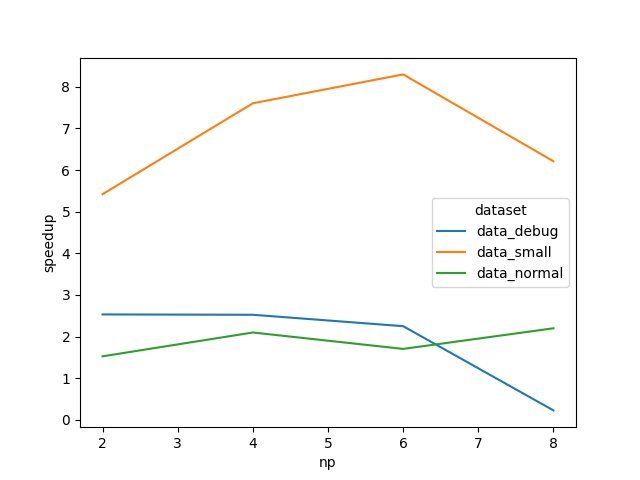 8
7
6
5
4
3
2
1
0
speedup
dataset
data_debug
data_small
data_normal
2 3 4 5 6 7 8
np